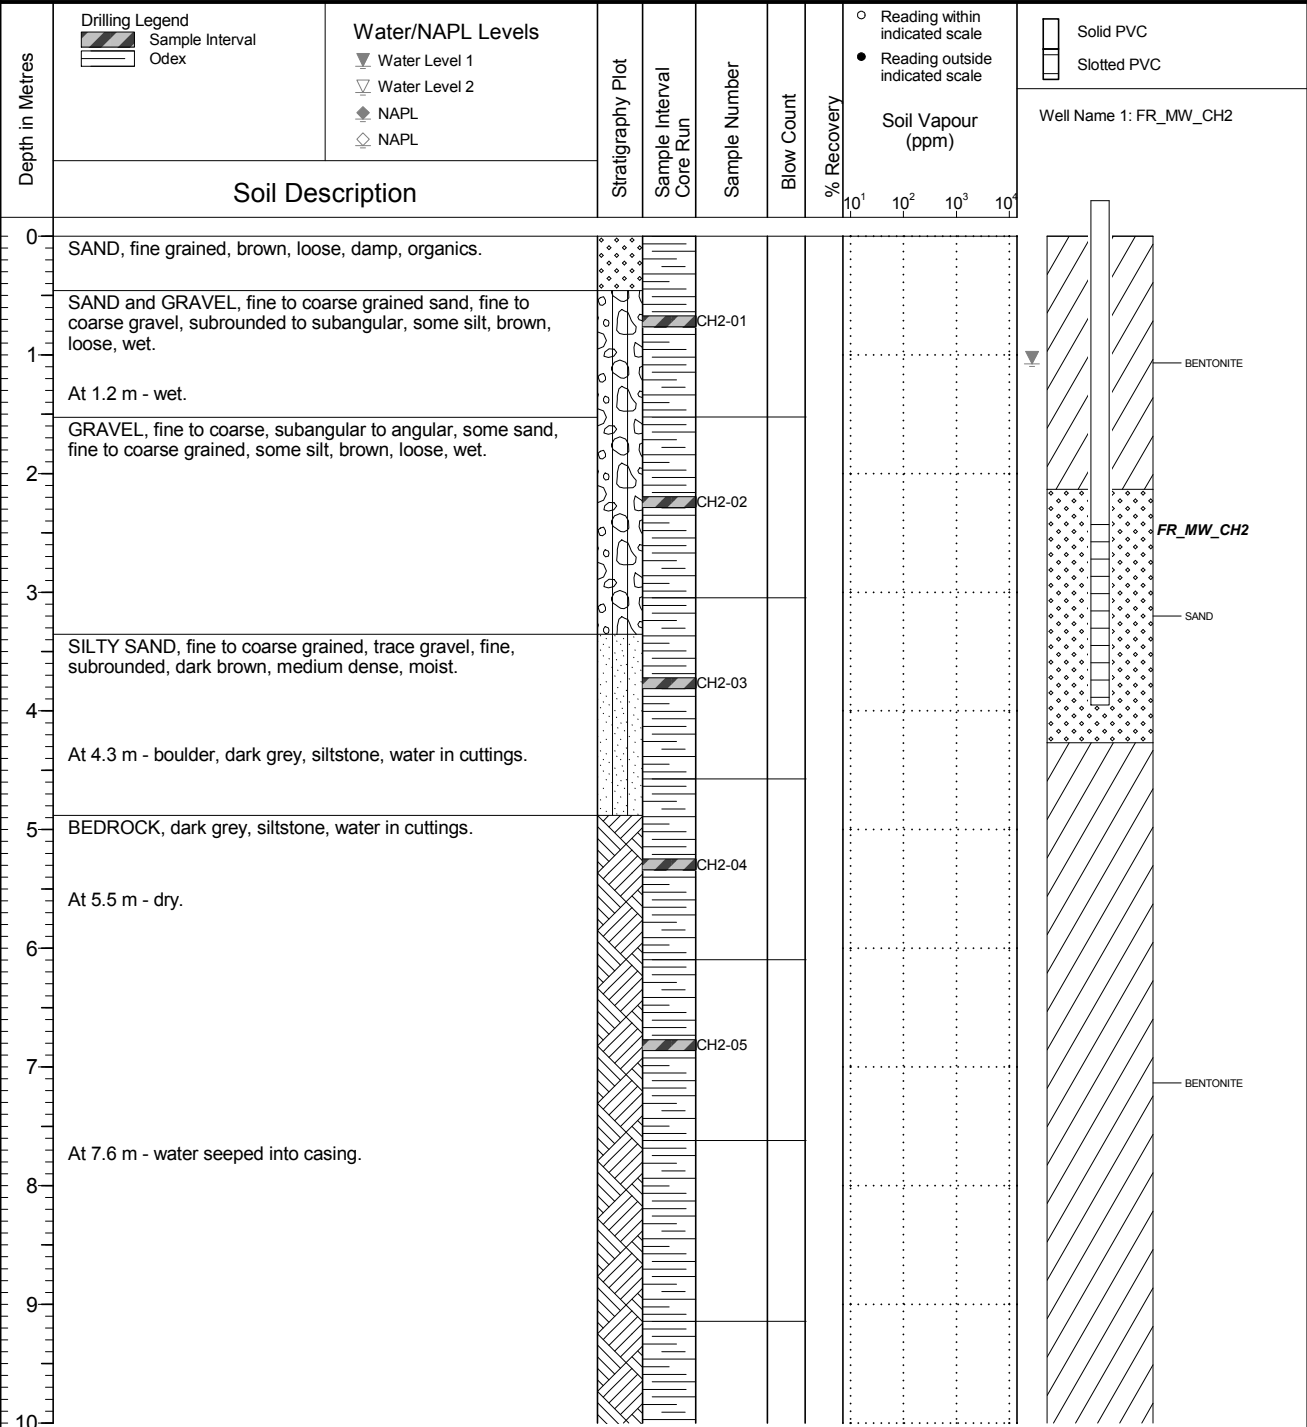 Drilling Legend
Sample Interval
Odex
Water/NAPL Levels
Water Level 1
Water Level 2
NAPL
NAPL
Depth in Metres
Soil Description
Stratigraphy Plot
Sample Interval
Core Run
Sample Number
Blow Count
% Recovery
Reading within
indicated scale
Reading outside
indicated scale
Soil Vapour
(ppm)
10¹ 10² 10³ 10⁴
Solid PVC
Slotted PVC
Well Name 1: FR_MW_CH2
0
SAND, fine grained, brown, loose, damp, organics.
SAND and GRAVEL, fine to coarse grained sand, fine to
coarse gravel, subrounded to subangular, some silt, brown,
loose, wet.
CH2-01
1
BENTONITE
At 1.2 m - wet.
GRAVEL, fine to coarse, subangular to angular, some sand,
fine to coarse grained, some silt, brown, loose, wet.
2
CH2-02
FR_MW_CH2
3
SAND
SILTY SAND, fine to coarse grained, trace gravel, fine,
subrounded, dark brown, medium dense, moist.
CH2-03
4
At 4.3 m - boulder, dark grey, siltstone, water in cuttings.
5
BEDROCK, dark grey, siltstone, water in cuttings.
CH2-04
At 5.5 m - dry.
6
CH2-05
7
BENTONITE
At 7.6 m - water seeped into casing.
8
9
10